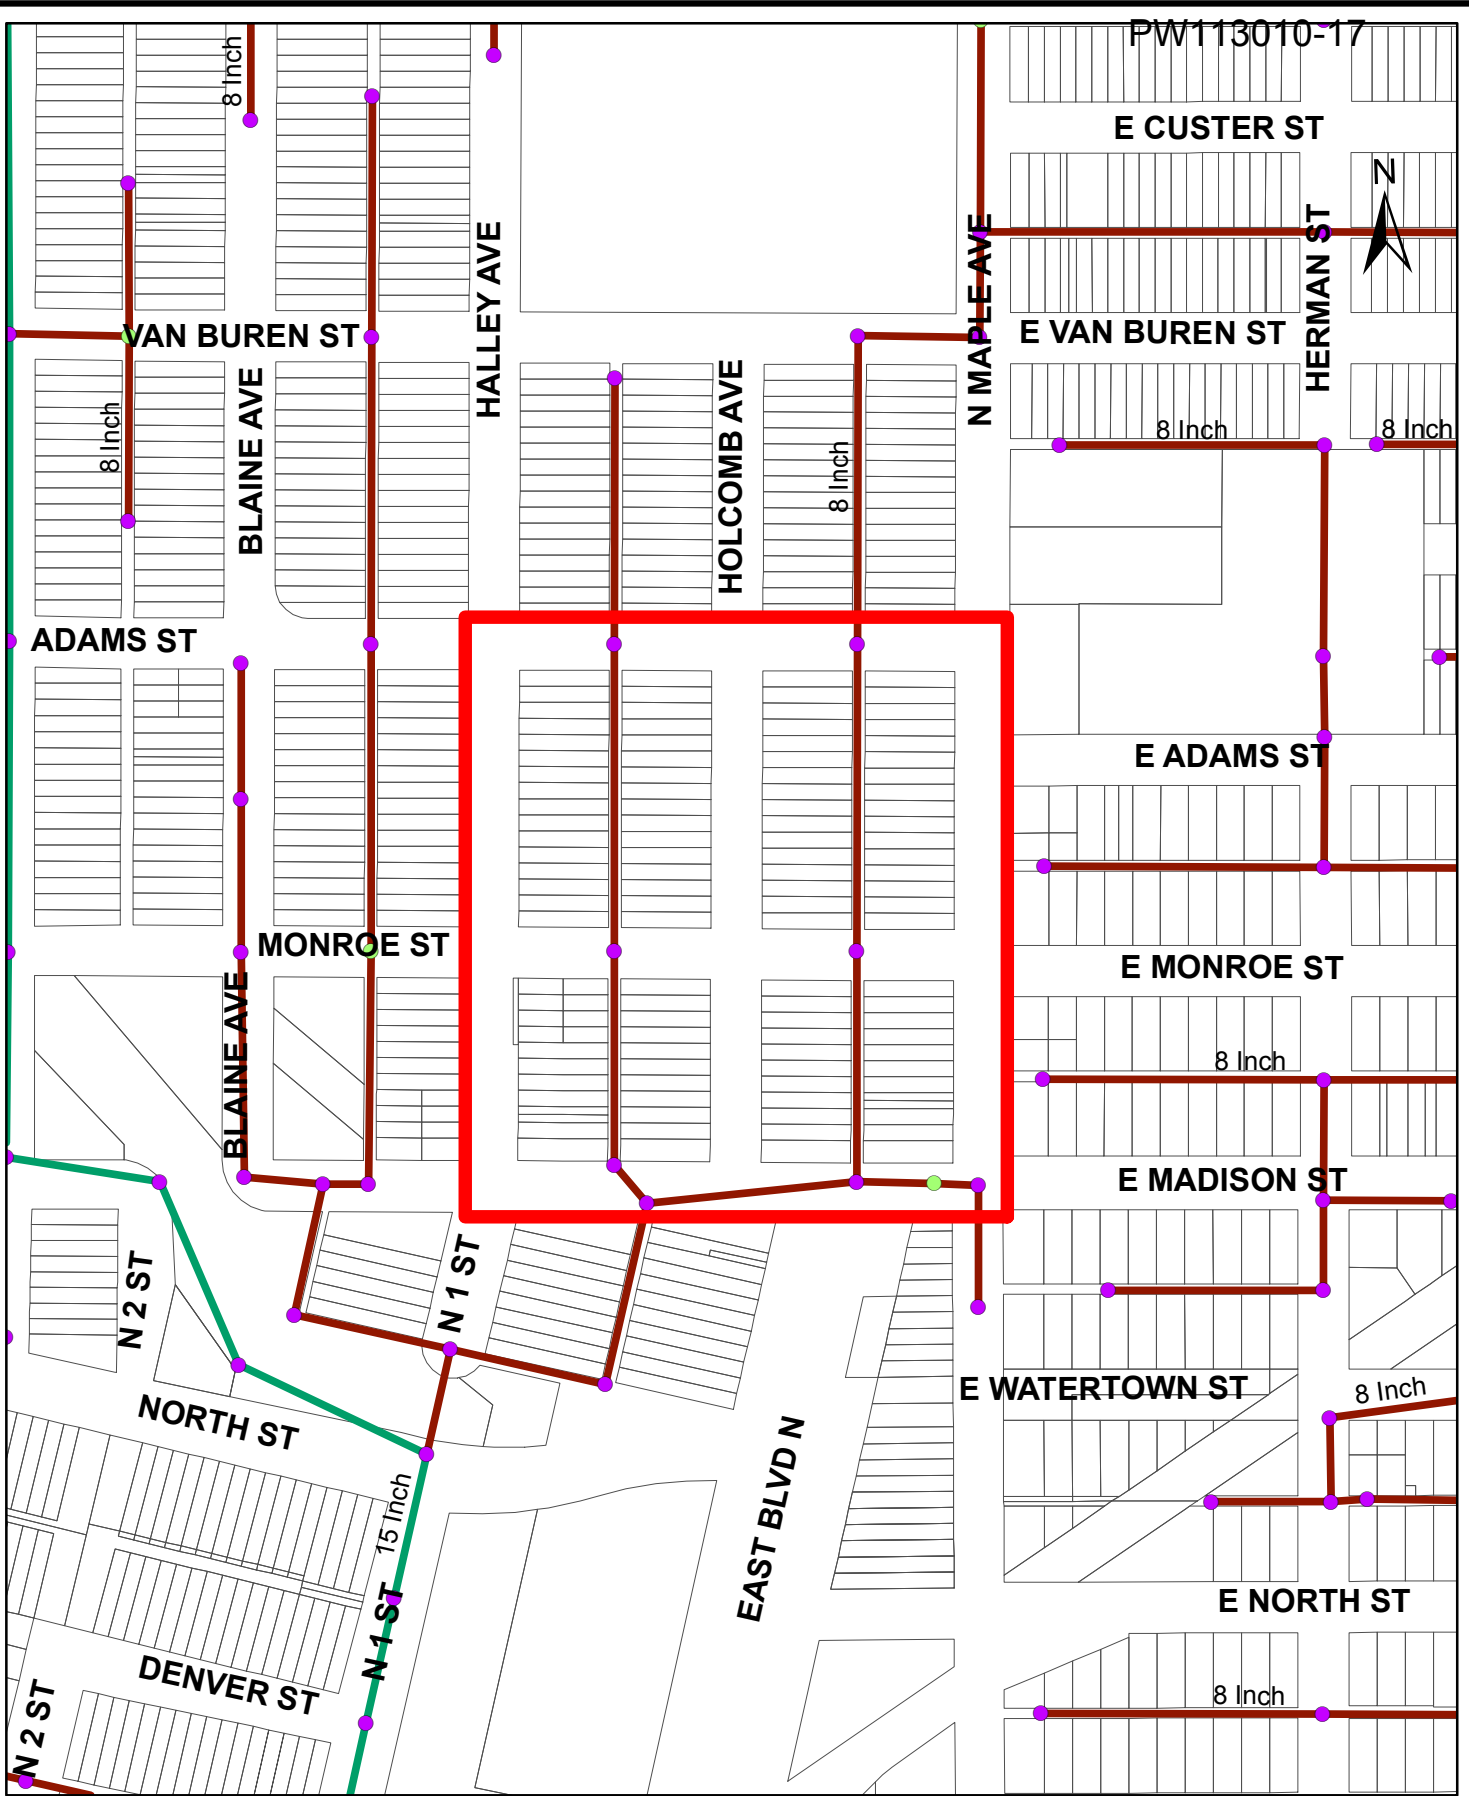 PW113010-17
8 Inch
E CUSTER ST
N
HALLEY AVE
N MAPLE AVE
HERMAN ST
VAN BUREN ST
E VAN BUREN ST
BLAINE AVE
HOLCOMB AVE
8 Inch
8 Inch
8 Inch
8 Inch
ADAMS ST
E ADAMS ST
MONROE ST
E MONROE ST
BLAINE AVE
8 Inch
E MADISON ST
N 2 ST
N 1 ST
E WATERTOWN ST
8 Inch
NORTH ST
15 Inch
EAST BLVD N
E NORTH ST
N 1 ST
DENVER ST
N 2 ST
8 Inch